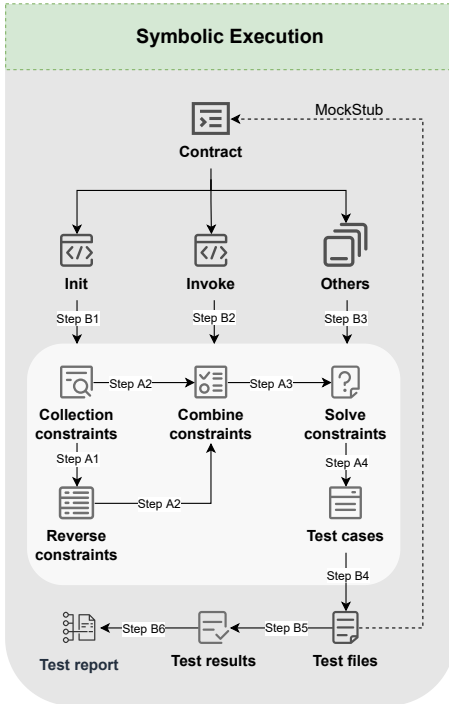 Symbolic Execution
MockStub
Contract
Init
Invoke
Others
Step B1
Step B2
Step B3
Step A2
Step A3
Collection
constraints
Combine
constraints
Solve
constraints
Step A1
Step A4
Step A2
Reverse
constraints
Test cases
Step B4
Step B6
Step B5
Test report
Test results
Test files